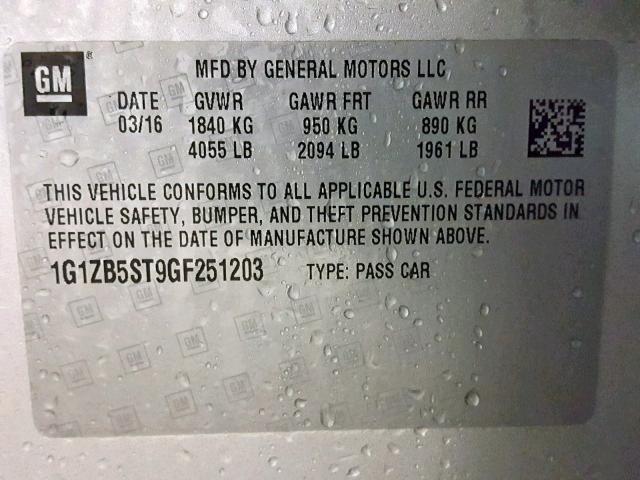 GM ®
MFD BY GENERAL MOTORS LLC
DATE GVWR GAWR FRT GAWR RR
03/16 1840 KG 950 KG 890 KG
4055 LB 2094 LB 1961 LB
THIS VEHICLE CONFORMS TO ALL APPLICABLE U.S. FEDERAL MOTOR
VEHICLE SAFETY, BUMPER, AND THEFT PREVENTION STANDARDS IN
EFFECT ON THE DATE OF MANUFACTURE SHOWN ABOVE.
1G1ZB5ST9GF251203 TYPE: PASS CAR